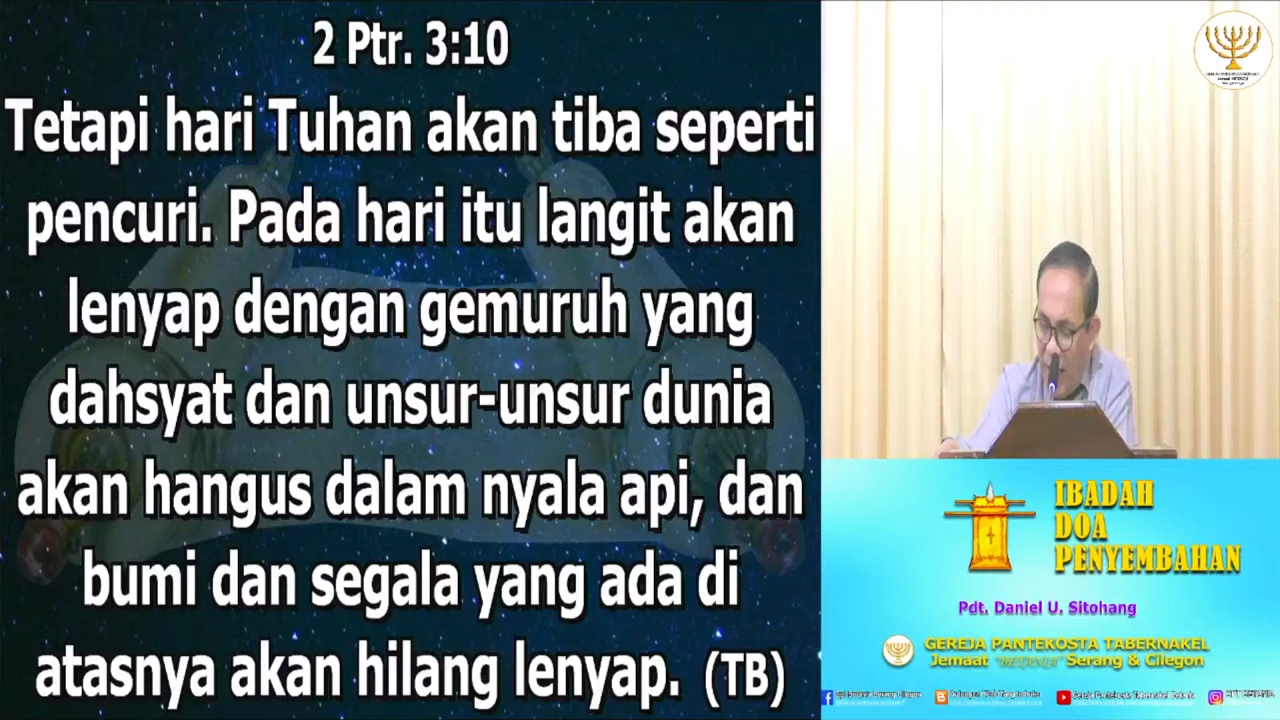 2 Ptr. 3:10
Tetapi hari Tuhan akan tiba seperti
pencuri. Pada hari itu langit akan
lenyap dengan gemuruh yang
dahsyat dan unsur-unsur dunia
akan hangus dalam nyala api, dan
bumi dan segala yang ada di
atasnya akan hilang lenyap. (TB)
IBADAH
DOA
PENYEMBAHAN
Pdt. Daniel U. Sitohang
GEREJA PANTEKOSTA TABERNAKEL
Jemaat "BETANIA" Serang & Cilegon